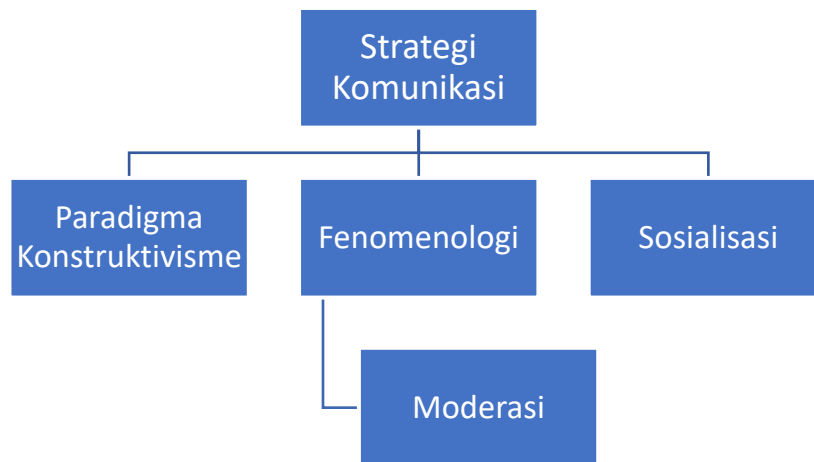 Strategi
Komunikasi
Paradigma
Konstruktivisme
Fenomenologi
Sosialisasi
Moderasi